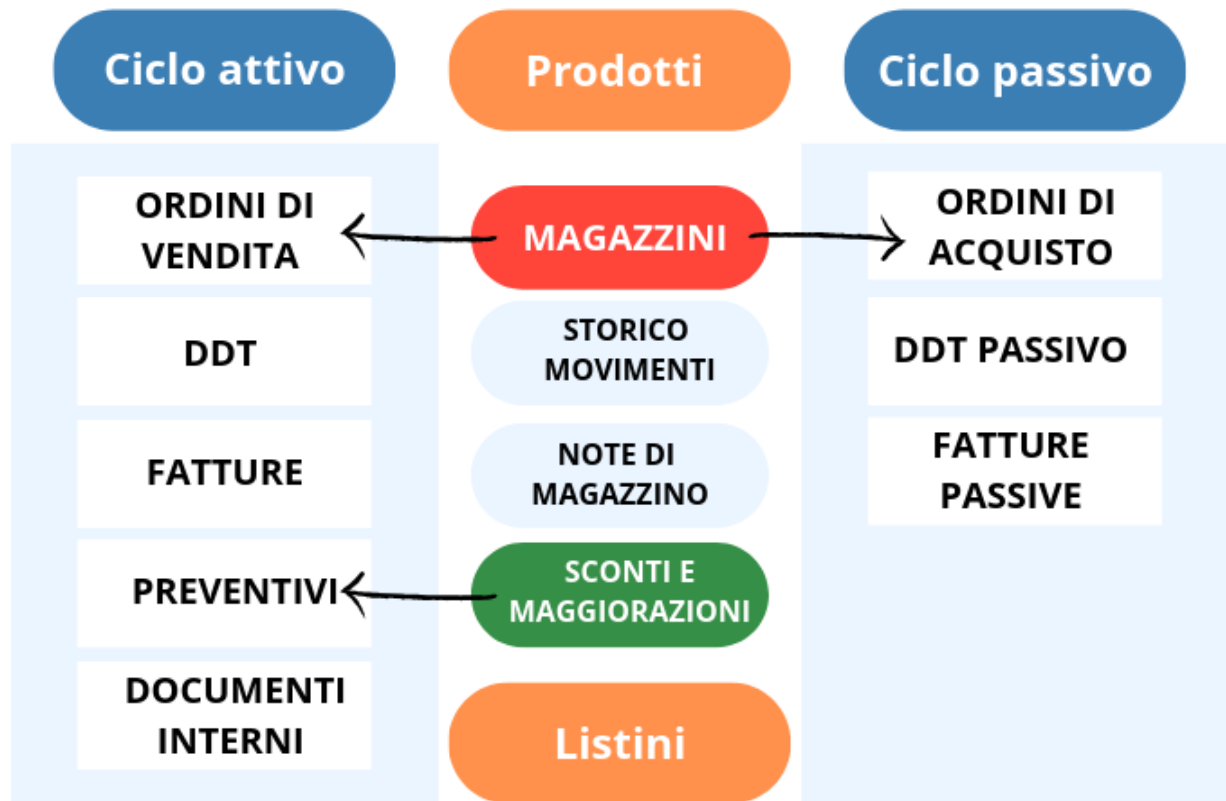 Ciclo attivo
Prodotti
Ciclo passivo
ORDINI DI
VENDITA
DDT
FATTURE
PREVENTIVI
DOCUMENTI
INTERNI
MAGAZZINI
STORICO
MOVIMENTI
NOTE DI
MAGAZZINO
SCONTI E
MAGGIORAZIONI
Listini
ORDINI DI
ACQUISTO
DDT PASSIVO
FATTURE
PASSIVE